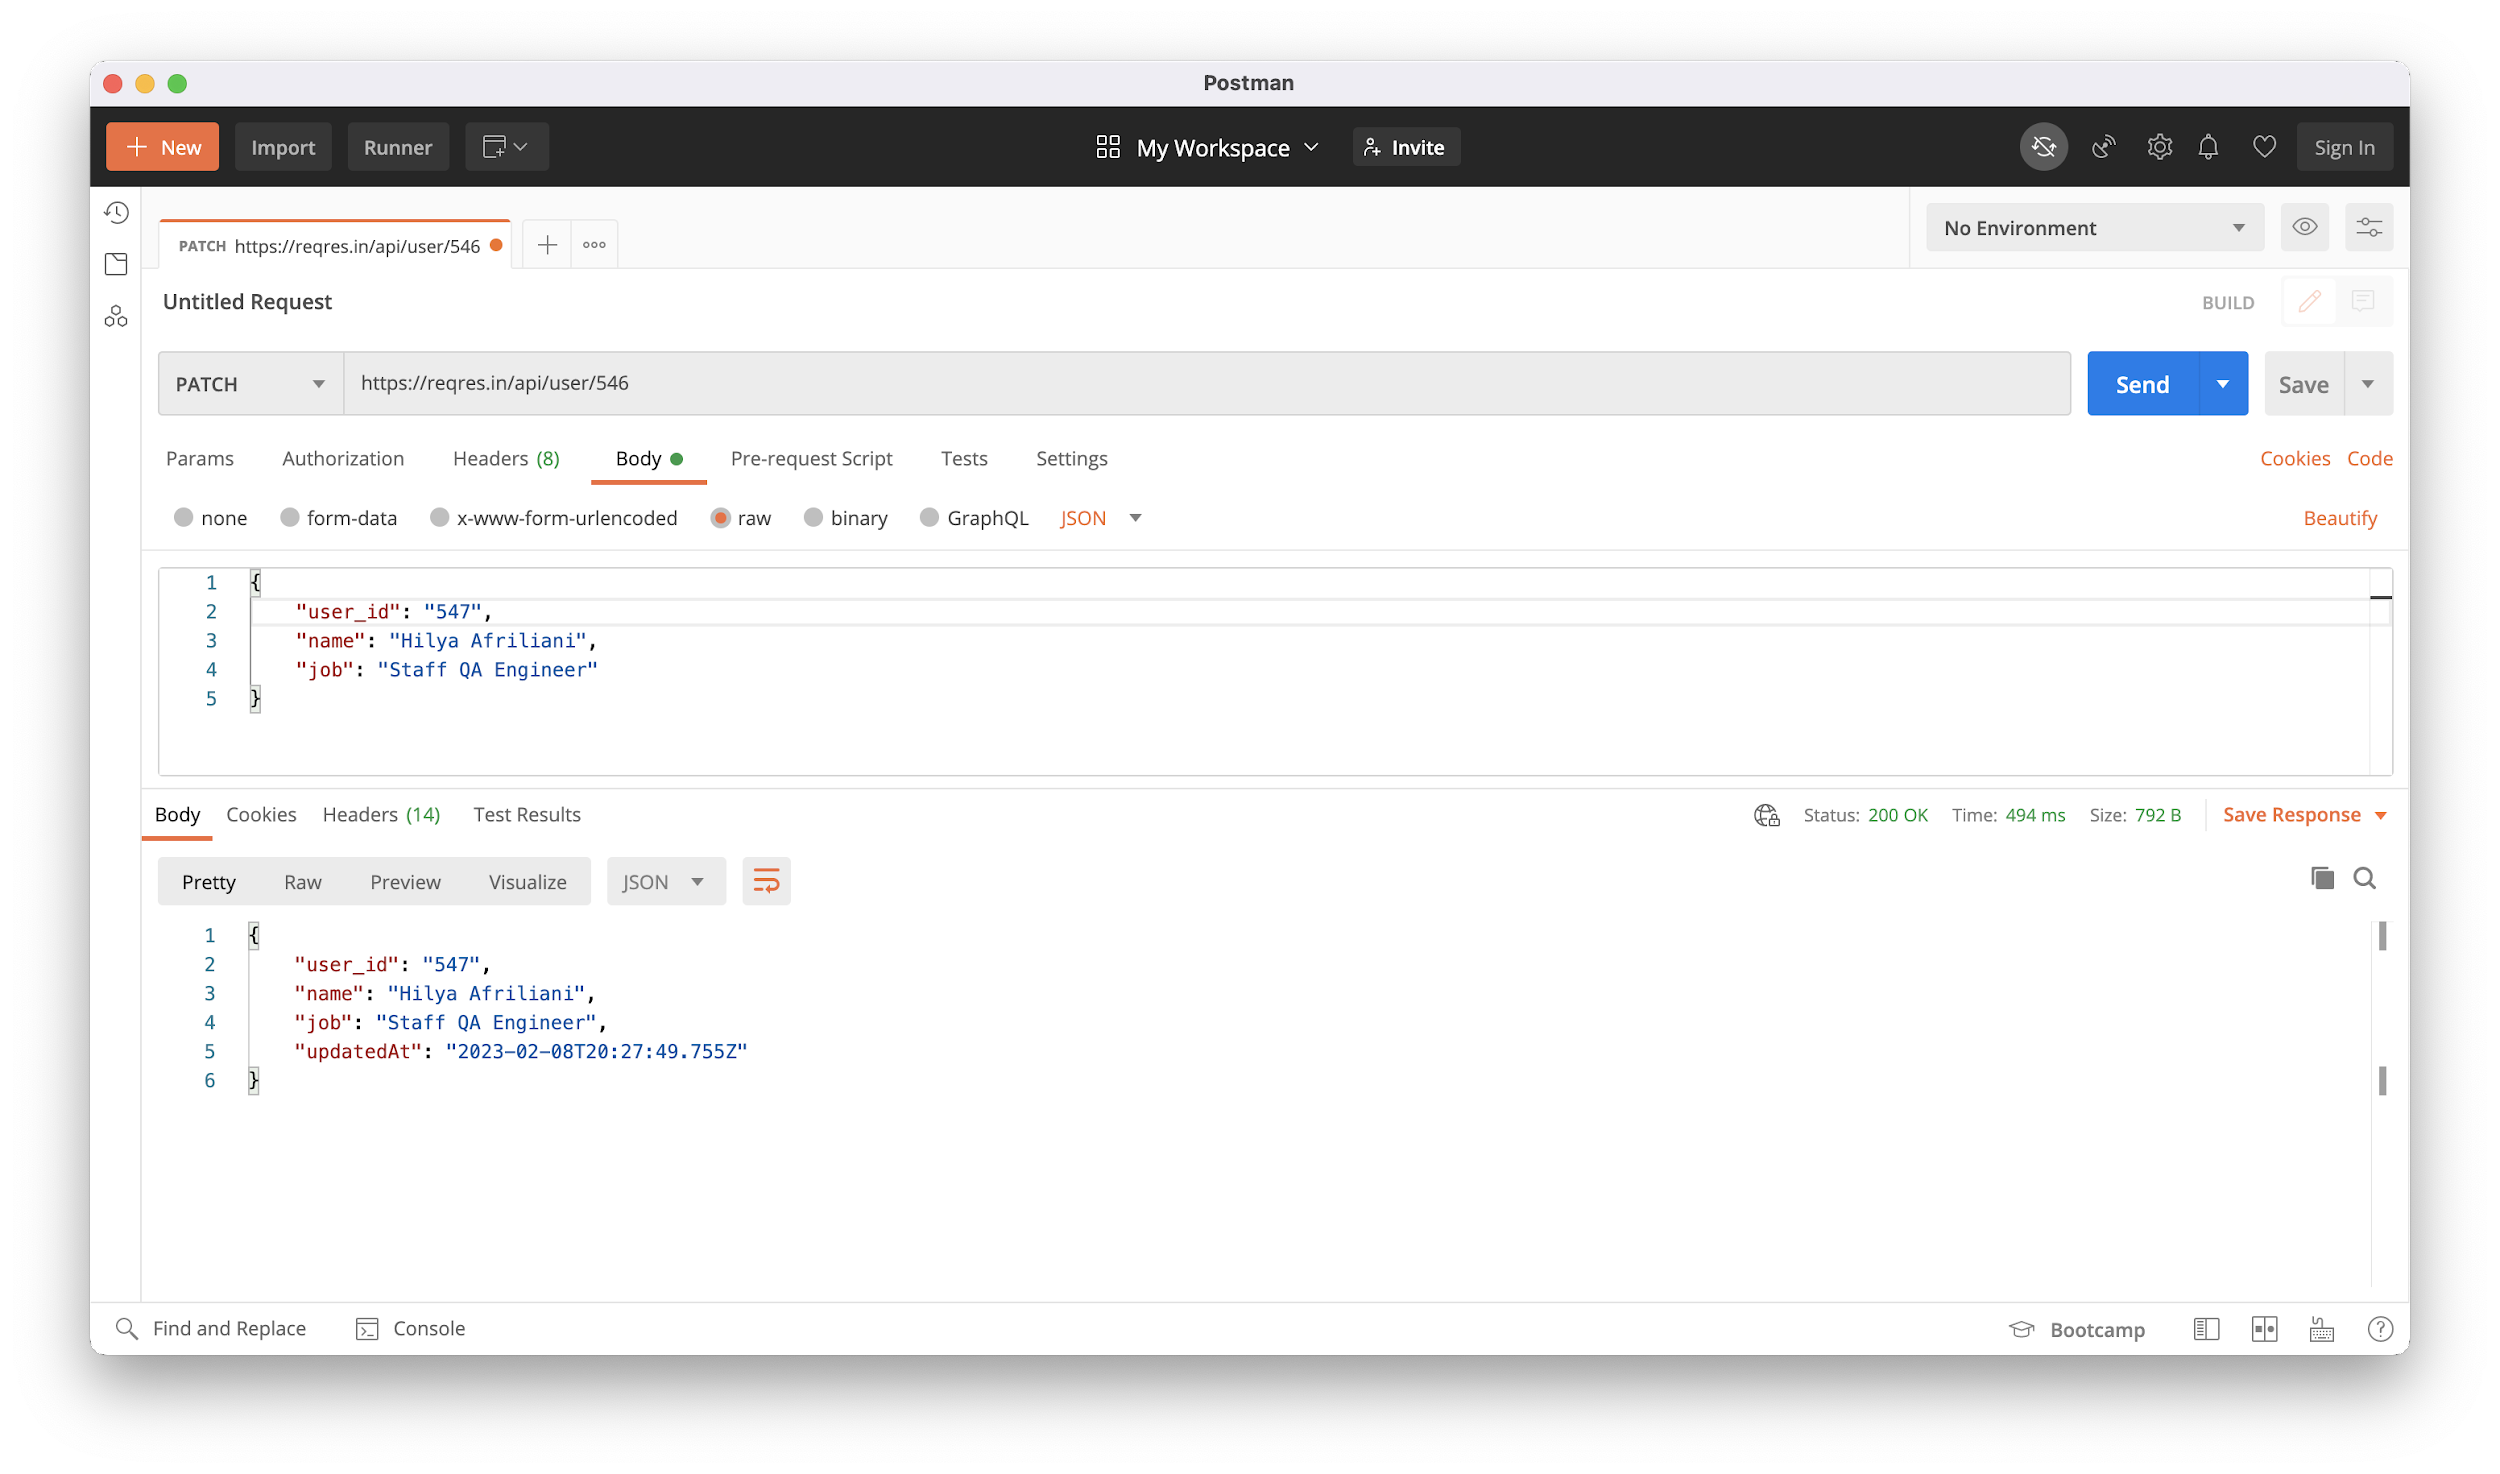 Postman
New Import Runner My Workspace Invite Sign In
PATCH https://reqres.in/api/user/546 No Environment
Untitled Request BUILD
PATCH https://reqres.in/api/user/546 Send Save
Params Authorization Headers (8) Body Pre-request Script Tests Settings Cookies Code
none form-data x-www-form-urlencoded raw binary GraphQL JSON Beautify
1 {
2 "user_id": "547",
3 "name": "Hilya Afriliani",
4 "job": "Staff QA Engineer"
5 }
Body Cookies Headers (14) Test Results Status: 200 OK Time: 494 ms Size: 792 B Save Response
Pretty Raw Preview Visualize JSON
1 {
2 "user_id": "547",
3 "name": "Hilya Afriliani",
4 "job": "Staff QA Engineer",
5 "updatedAt": "2023-02-08T20:27:49.755Z"
6 }
Find and Replace Console Bootcamp